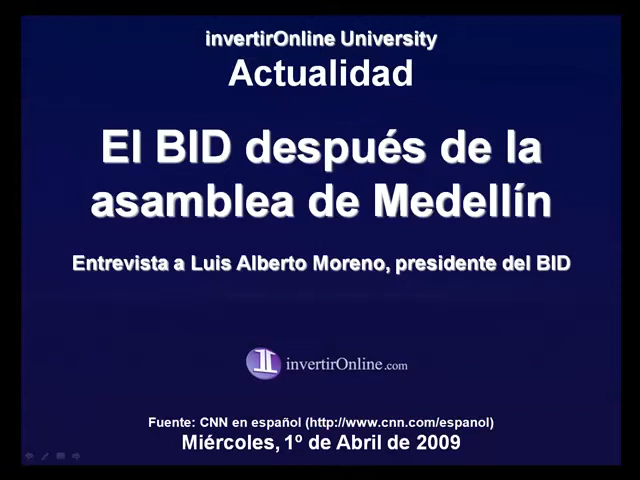 invertirOnline University
Actualidad
El BID después de la
asamblea de Medellín
Entrevista a Luis Alberto Moreno, presidente del BID
invertirOnline.com
Fuente: CNN en español (http://www.cnn.com/espanol)
Miércoles, 1º de Abril de 2009